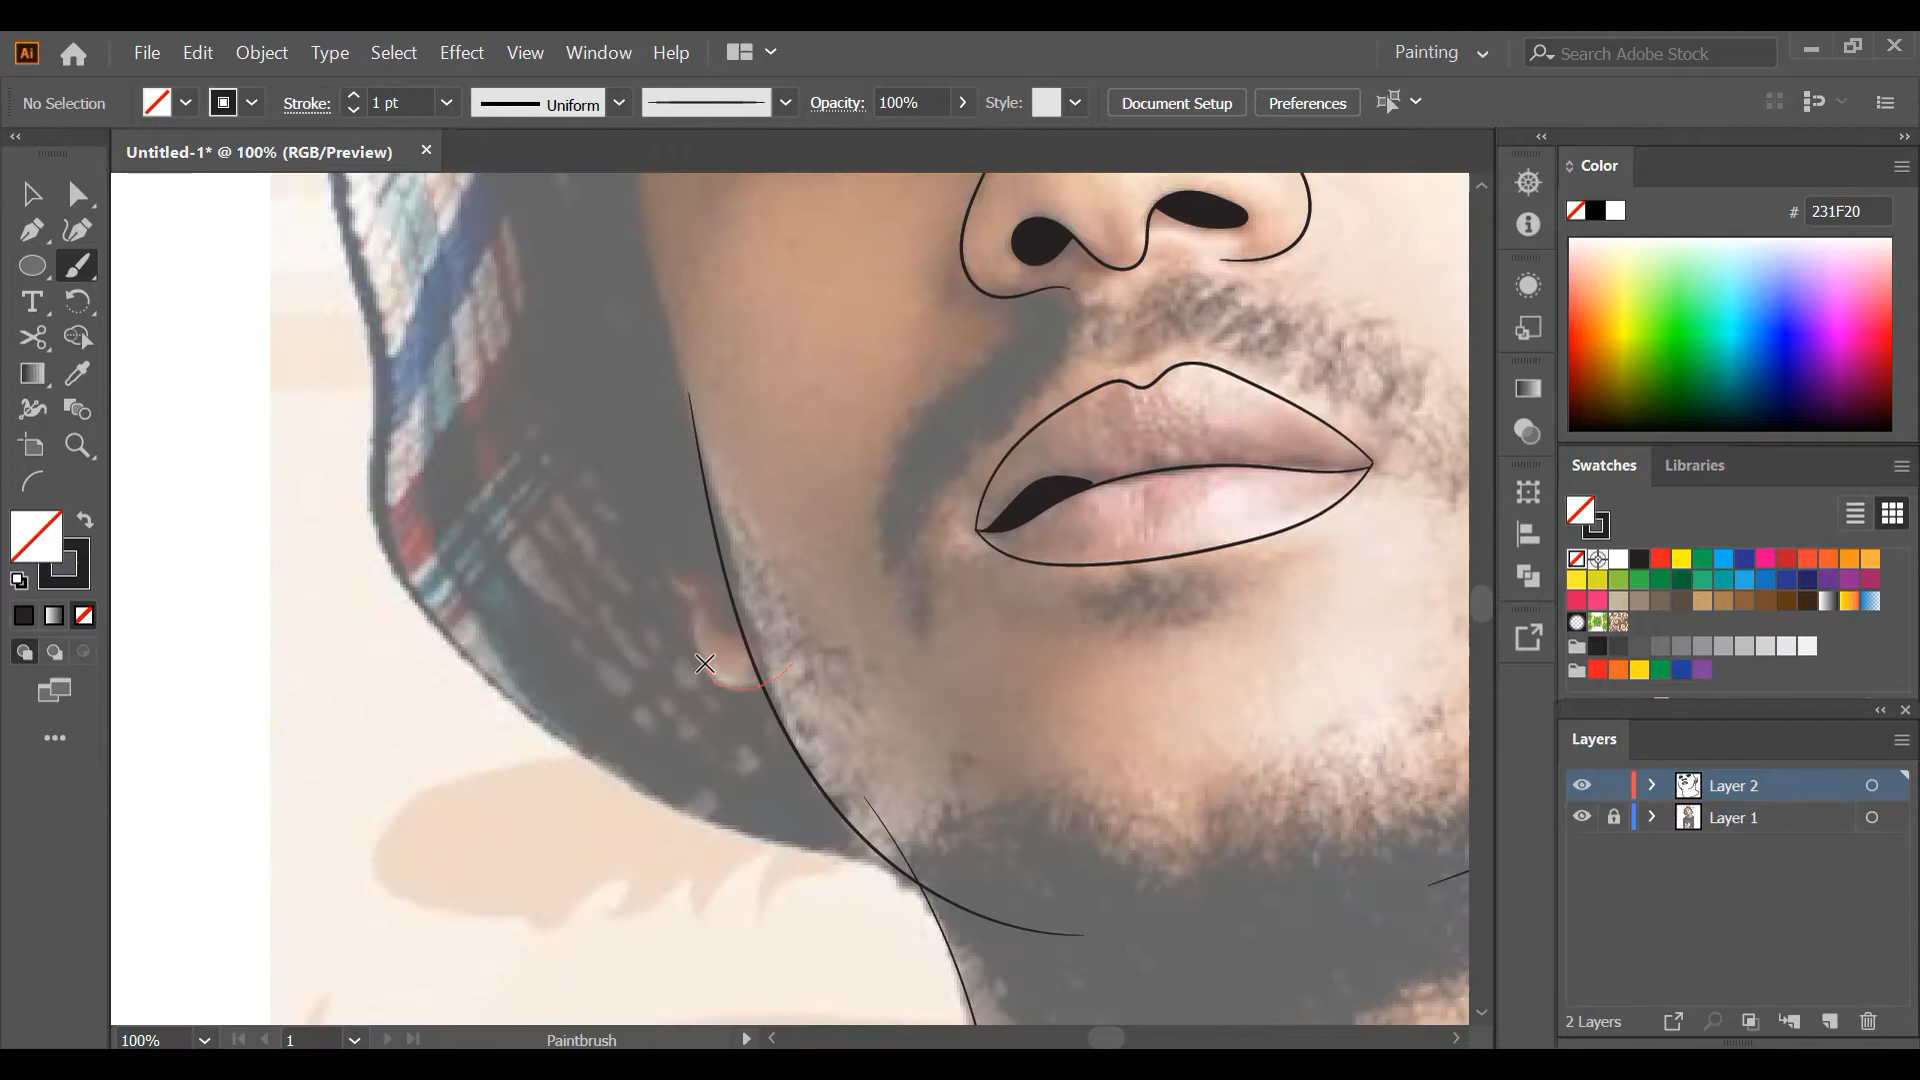 Ai File Edit Object Type Select Effect View Window Help Painting Search Adobe Stock
No Selection Stroke: 1 pt Uniform Opacity: 100% Style: Document Setup Preferences
Untitled-1* @ 100% (RGB/Preview)
Color
# 231F20
Swatches Libraries
Layers
Layer 2
Layer 1
2 Layers
100% 1 Paintbrush